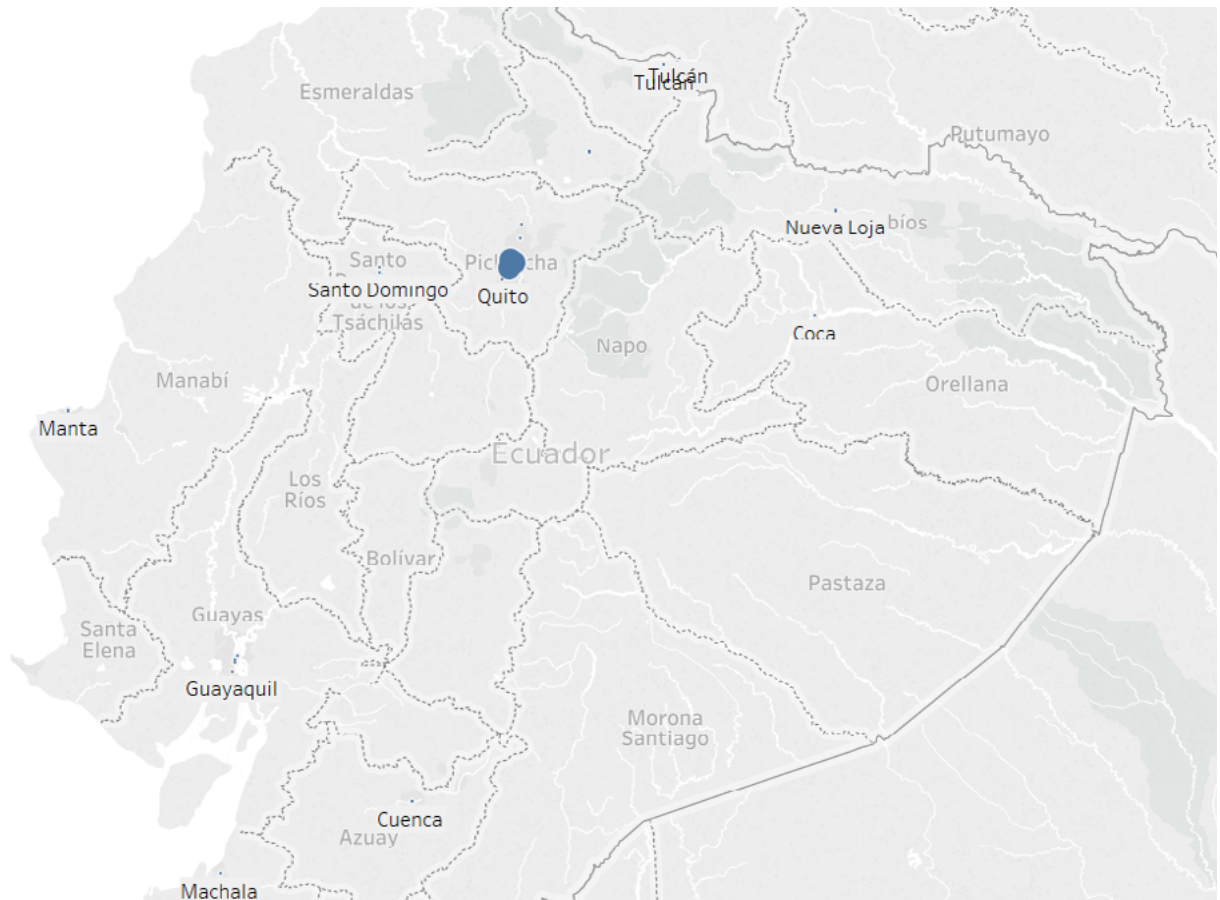 Esmeraldas
Tulcán
Tulcán
Putumayo
Nueva Loja
bíos
Santo
Santo Domingo
de los
Tsáchilas
Quito
Coca
Napo
Orellana
Manabí
Manta
Ecuador
Los
Ríos
Bolívar
Pastaza
Guayas
Santa
Elena
Guayaquil
Morona
Santiago
Cuenca
Azuay
Machala